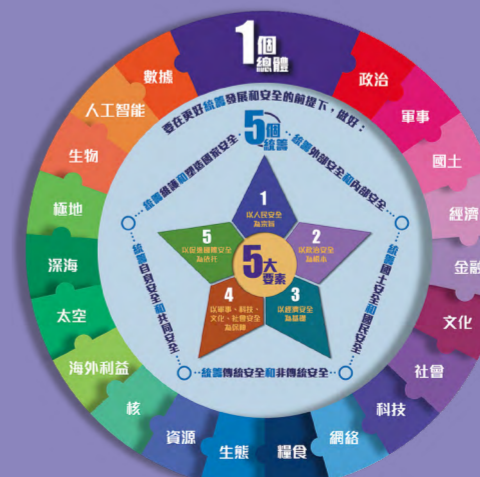 1個
總體
政治
軍事
國土
經濟
金融
文化
社會
科技
網絡
糧食
生態
資源
核
海外利益
太空
深海
極地
生物
人工智能
數據
要在更好統籌發展和安全的前提下，做好：
5個
統籌
統籌外部安全和內部安全
統籌國土安全和國民安全
統籌傳統安全和非傳統安全
統籌自身安全和共同安全
統籌維護和塑造國家安全
1
以人民安全
為宗旨
2
以政治安全
為根本
3
以經濟安全
為基礎
4
以軍事、科技、
文化、社會安全
為保障
5
以促進國際安全
為依托
5大
要素